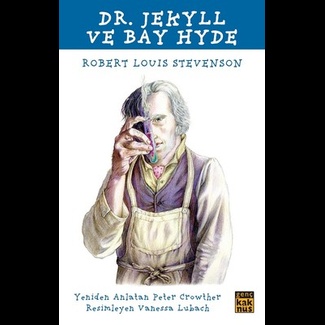 DR. JEKYLL
VE BAY HYDE
ROBERT LOUIS STEVENSON
Yeniden Anlatan Peter Crowther
Resimleyen Vanessa Lubach
genç
kak
nus